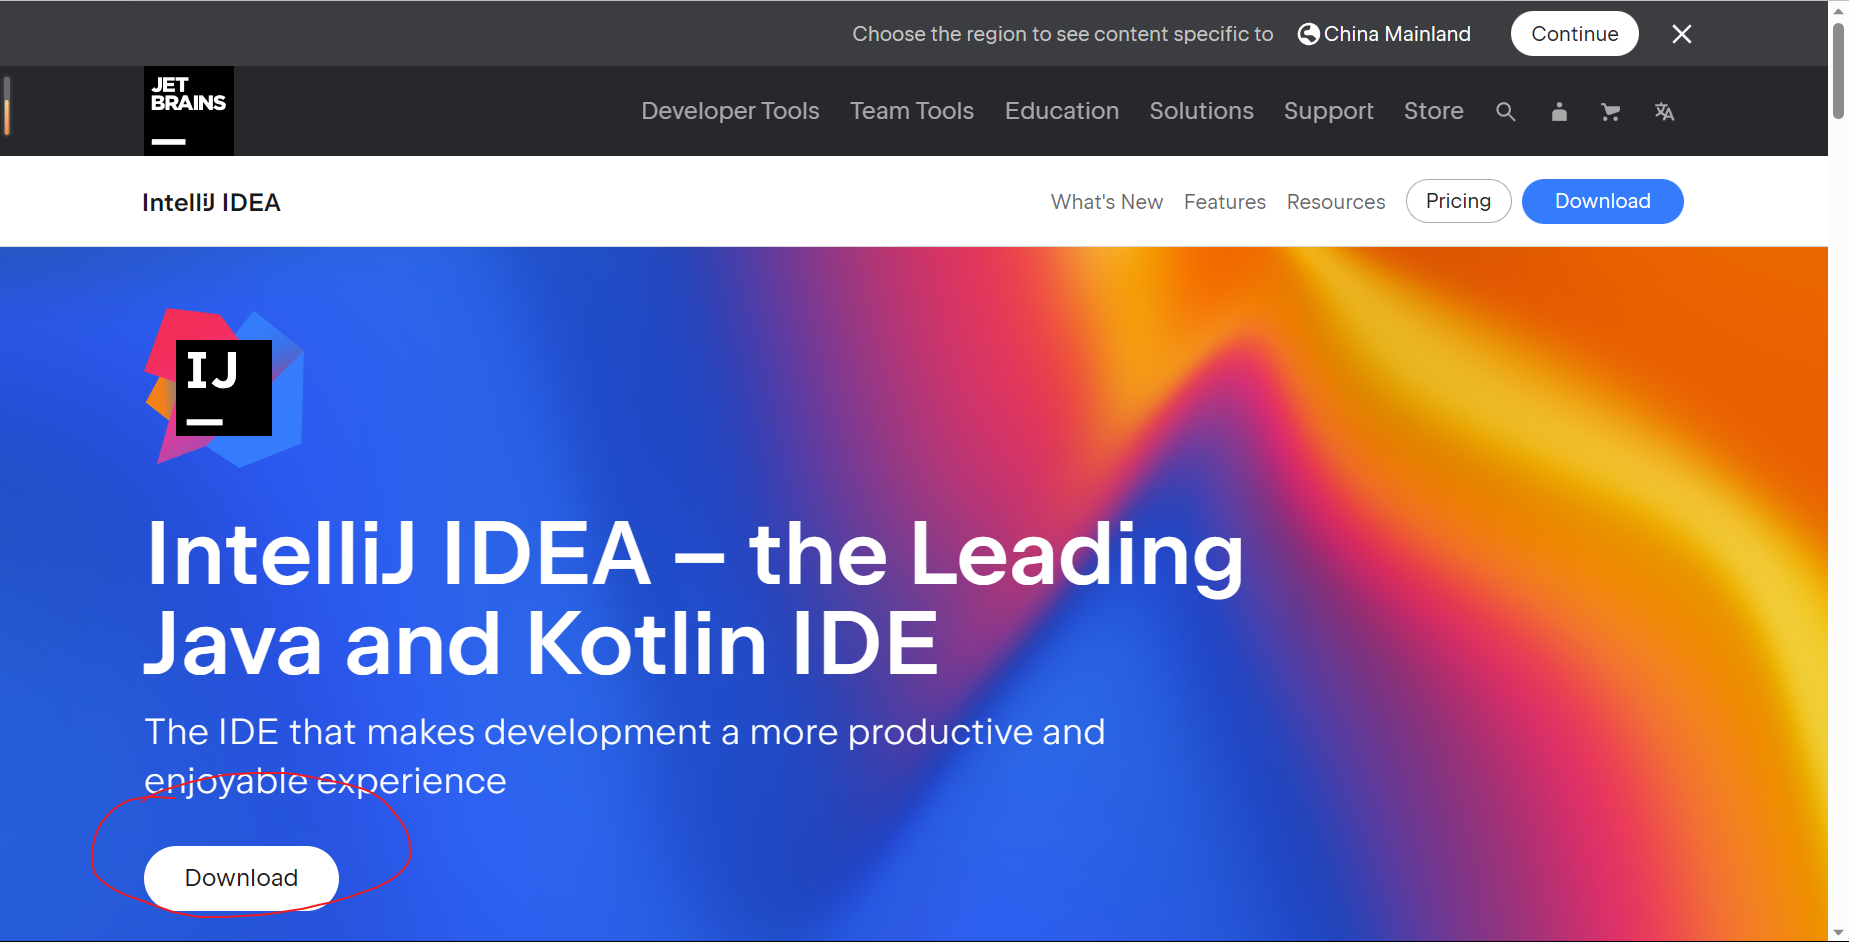 Choose the region to see content specific to China Mainland Continue
JET
BRAINS
Developer Tools Team Tools Education Solutions Support Store
IntelliJ IDEA What's New Features Resources Pricing Download
IJ
IntelliJ IDEA – the Leading
Java and Kotlin IDE
The IDE that makes development a more productive and
enjoyable experience
Download